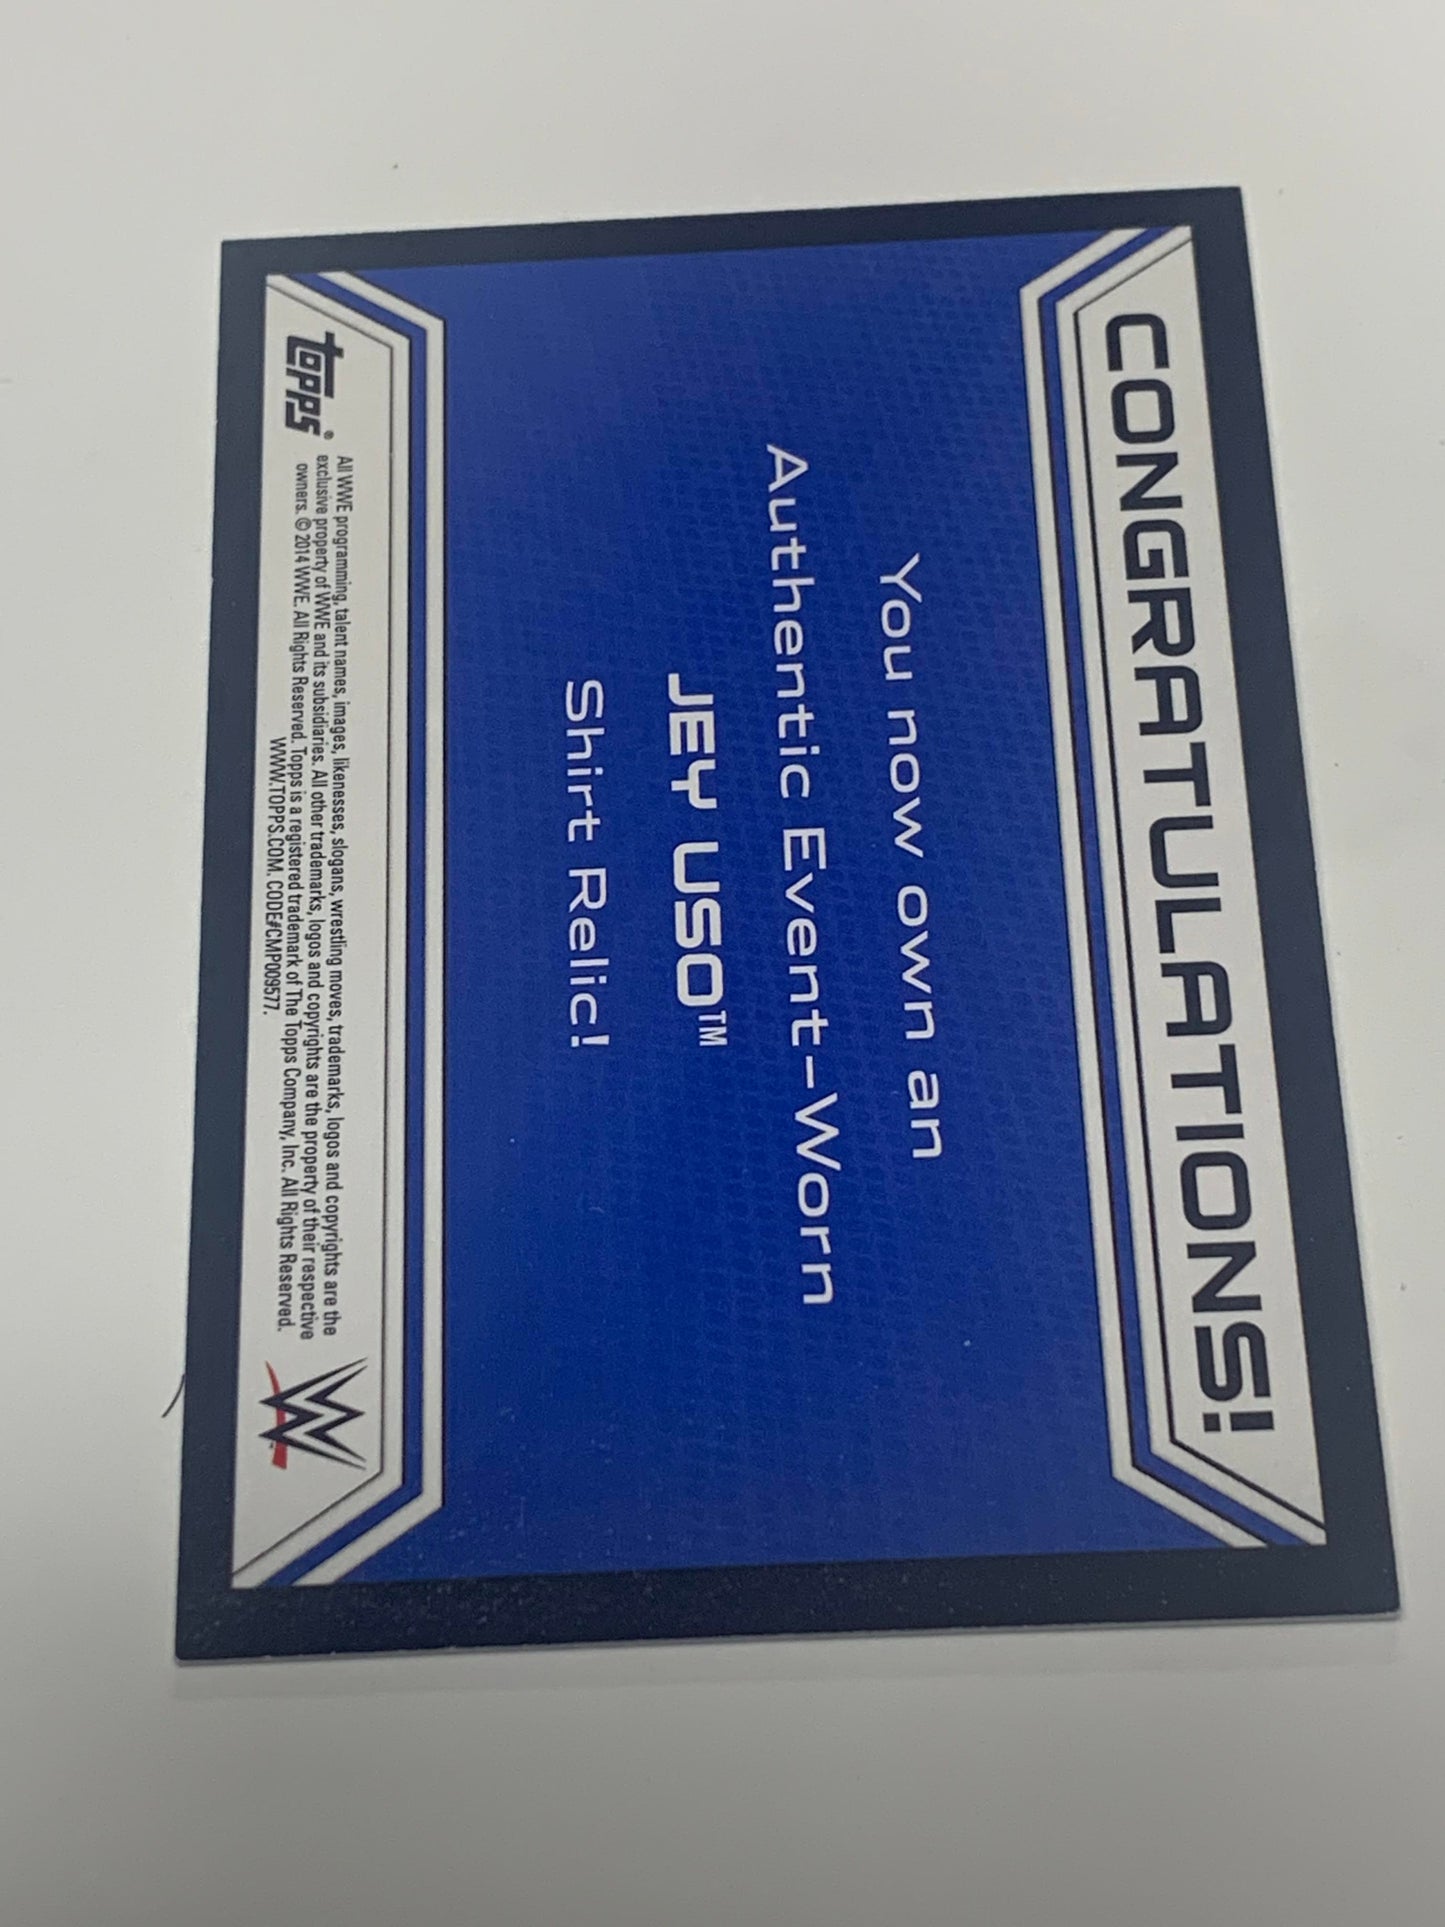 CONGRATULATIONS!
You now own an
Authentic Event-Worn
JEY USO™
Shirt Relic!
topps®
All WWE programming, talent names, images, likenesses, slogans, wrestling moves, trademarks, logos and copyrights are the
exclusive property of WWE and its subsidiaries. All other trademarks, logos and copyrights are the property of their respective
owners. © 2014 WWE. All Rights Reserved. Topps is a registered trademark of The Topps Company, Inc. All Rights Reserved.
WWW.TOPPS.COM. CODE#CMP009577.
W